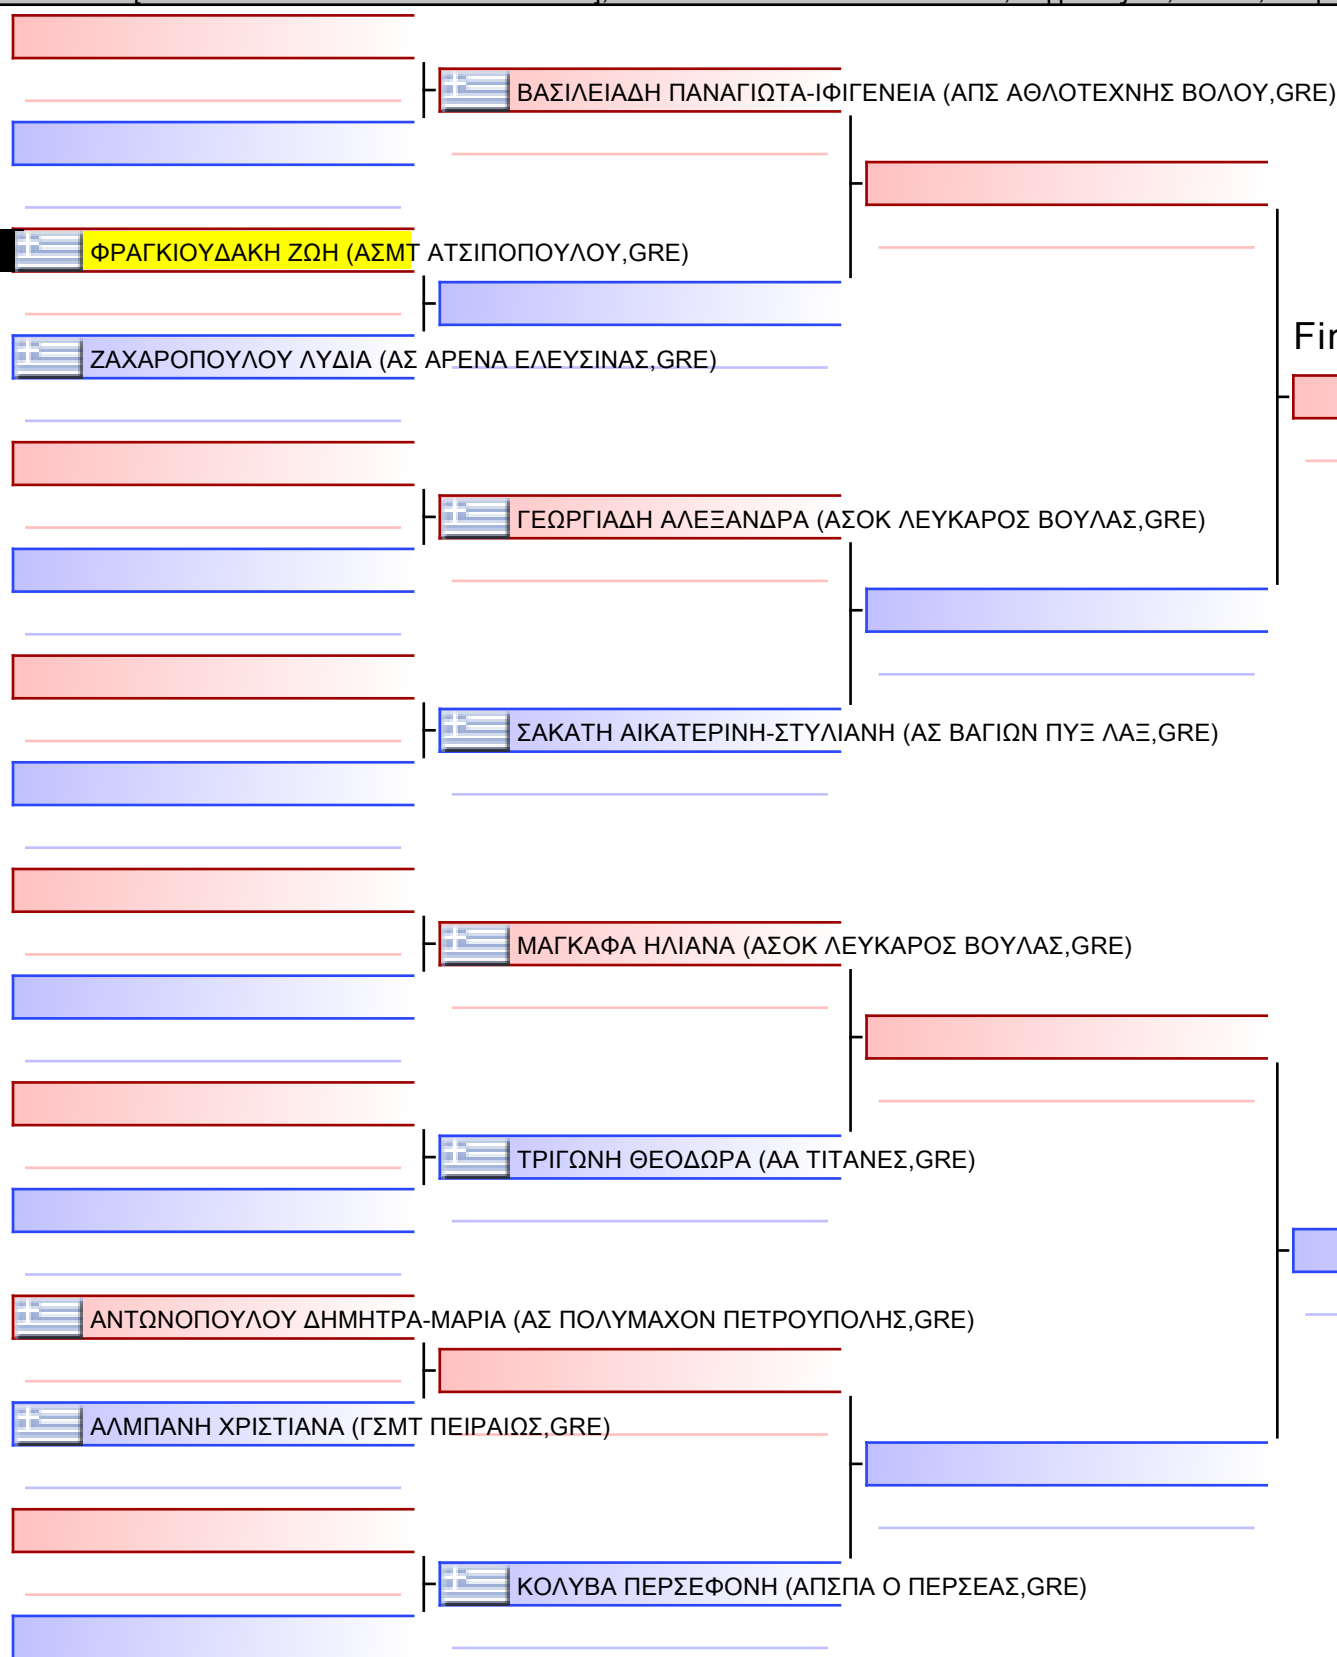 ΒΑΣΙΛΕΙΑΔΗ ΠΑΝΑΓΙΩΤΑ-ΙΦΙΓΕΝΕΙΑ (ΑΠΣ ΑΘΛΟΤΕΧΝΗΣ ΒΟΛΟΥ,GRE)
ΦΡΑΓΚΙΟΥΔΑΚΗ ΖΩΗ (ΑΣΜΤ ΑΤΣΙΠΟΠΟΥΛΟΥ,GRE)
ΖΑΧΑΡΟΠΟΥΛΟΥ ΛΥΔΙΑ (ΑΣ ΑΡΕΝΑ ΕΛΕΥΣΙΝΑΣ,GRE)
ΓΕΩΡΓΙΑΔΗ ΑΛΕΞΑΝΔΡΑ (ΑΣΟΚ ΛΕΥΚΑΡΟΣ ΒΟΥΛΑΣ,GRE)
ΣΑΚΑΤΗ ΑΙΚΑΤΕΡΙΝΗ-ΣΤΥΛΙΑΝΗ (ΑΣ ΒΑΓΙΩΝ ΠΥΞ ΛΑΞ,GRE)
ΜΑΓΚΑΦΑ ΗΛΙΑΝΑ (ΑΣΟΚ ΛΕΥΚΑΡΟΣ ΒΟΥΛΑΣ,GRE)
ΤΡΙΓΩΝΗ ΘΕΟΔΩΡΑ (ΑΑ ΤΙΤΑΝΕΣ,GRE)
ΑΝΤΩΝΟΠΟΥΛΟΥ ΔΗΜΗΤΡΑ-ΜΑΡΙΑ (ΑΣ ΠΟΛΥΜΑΧΟΝ ΠΕΤΡΟΥΠΟΛΗΣ,GRE)
ΑΛΜΠΑΝΗ ΧΡΙΣΤΙΑΝΑ (ΓΣΜΤ ΠΕΙΡΑΙΩΣ,GRE)
ΚΟΛΥΒΑ ΠΕΡΣΕΦΟΝΗ (ΑΠΣΠΑ Ο ΠΕΡΣΕΑΣ,GRE)